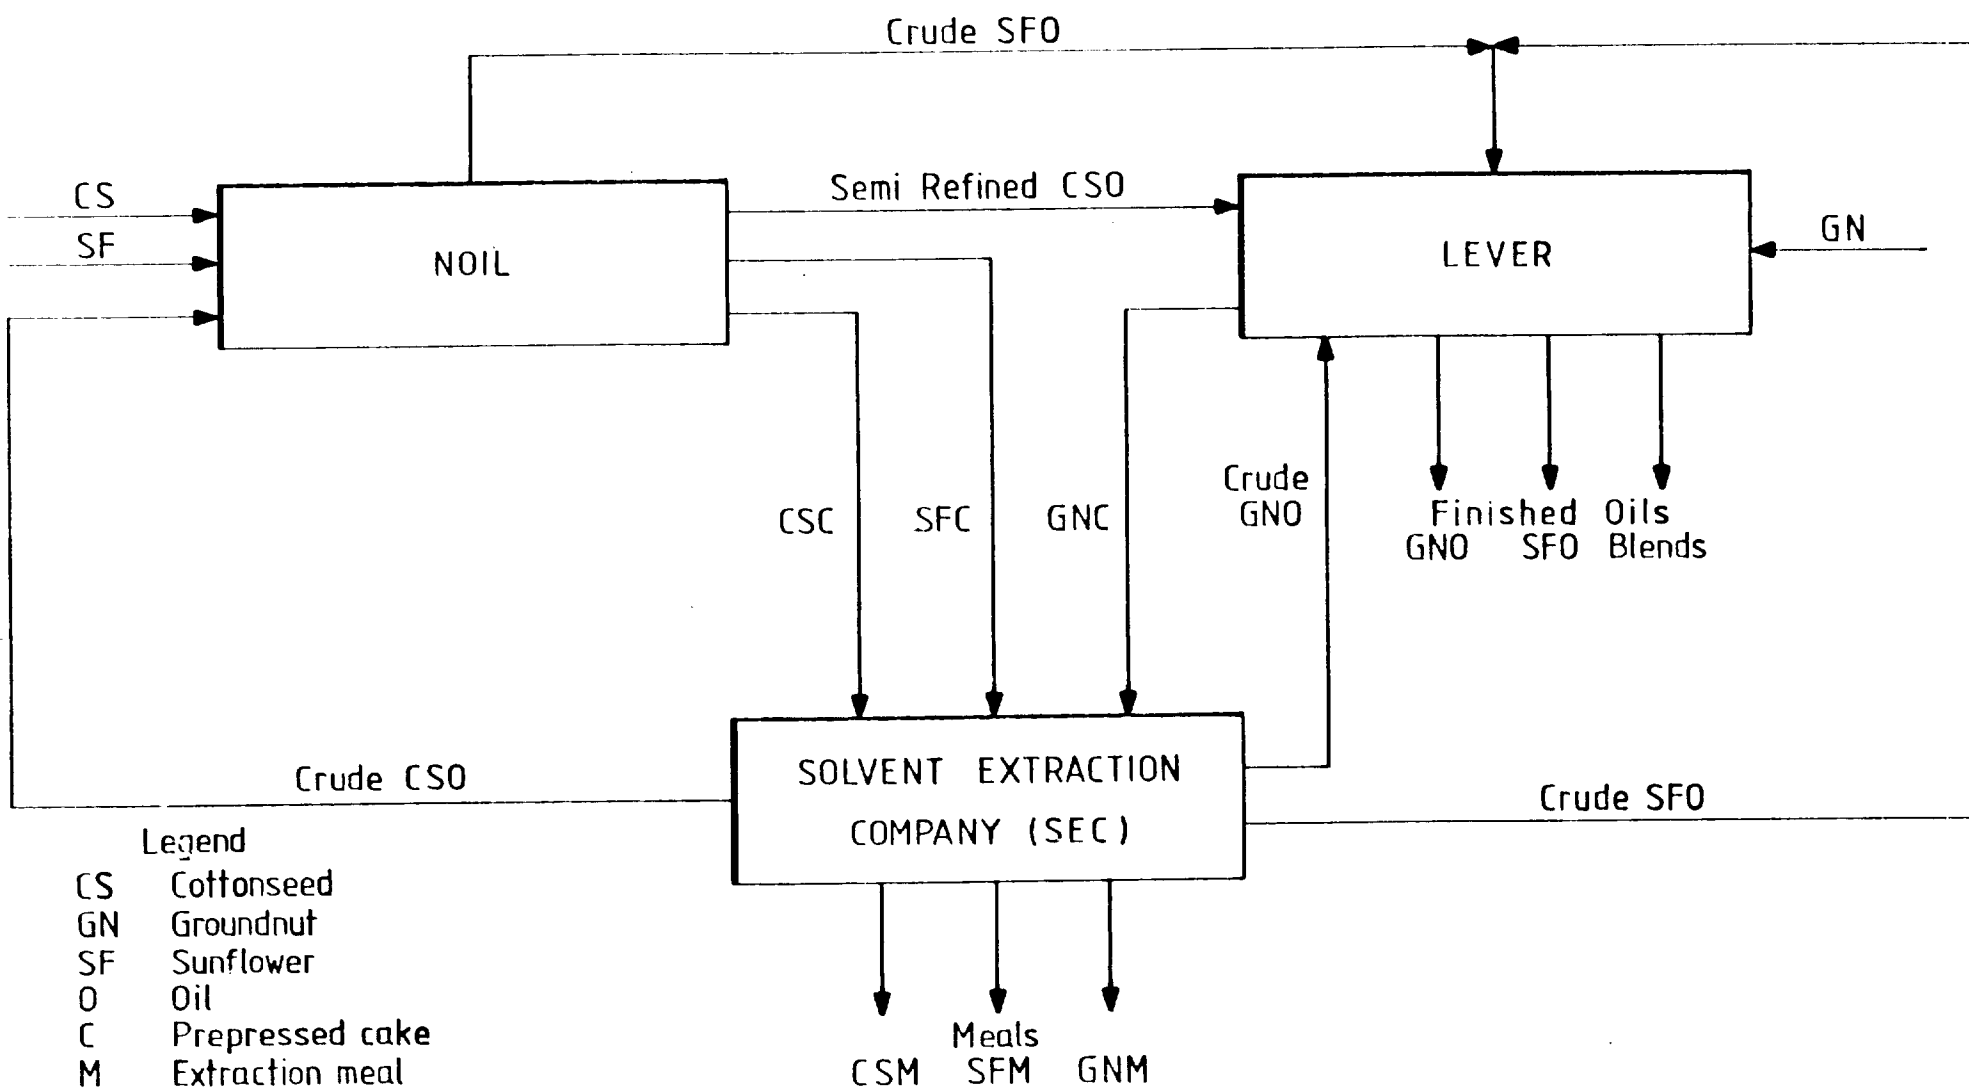 Crude SFO
CS
Semi Refined CSO
SF
NOIL
LEVER
GN
CSC
SFC
GNC
Crude
GNO
Finished Oils
GNO SFO Blends
SOLVENT EXTRACTION
COMPANY (SEC)
Crude CSO
Crude SFO
Legend
CS Cottonseed
GN Groundnut
SF Sunflower
O Oil
C Prepressed cake
M Extraction meal
Meals
CSM SFM GNM